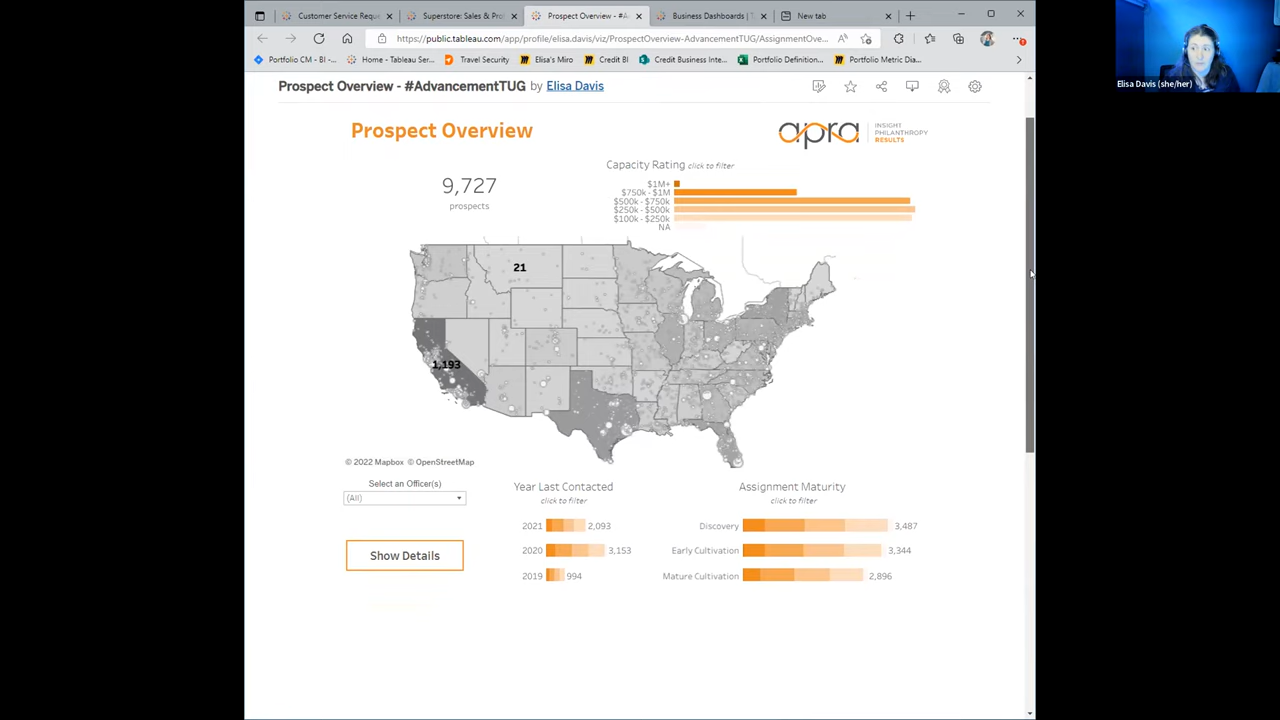 Customer Service Requ
Superstore: Sales & Pro
Prospect Overview - #A
Business Dashboards | T
New tab
https://public.tableau.com/app/profile/elisa.davis/viz/ProspectOverview-AdvancementTUG/AssignmentOve...
Portfolio CM - BI -...
Home - Tableau Ser...
Travel Security
Elisa's Miro
Credit BI
Credit Business Inte...
Portfolio Definition...
Portfolio Metric Dia...
Elisa Davis (she/her)
Prospect Overview - #AdvancementTUG by Elisa Davis
Prospect Overview
apra
INSIGHT
PHILANTHROPY
RESULTS
9,727
prospects
Capacity Rating click to filter
$1M+
$750k - $1M
$500k - $750k
$250k - $500k
$100k - $250k
NA
21
1,193
© 2022 Mapbox © OpenStreetMap
Select an Officer(s)
(All)
Show Details
Year Last Contacted
click to filter
2021 2,093
2020 3,153
2019 994
Assignment Maturity
click to filter
Discovery 3,487
Early Cultivation 3,344
Mature Cultivation 2,896